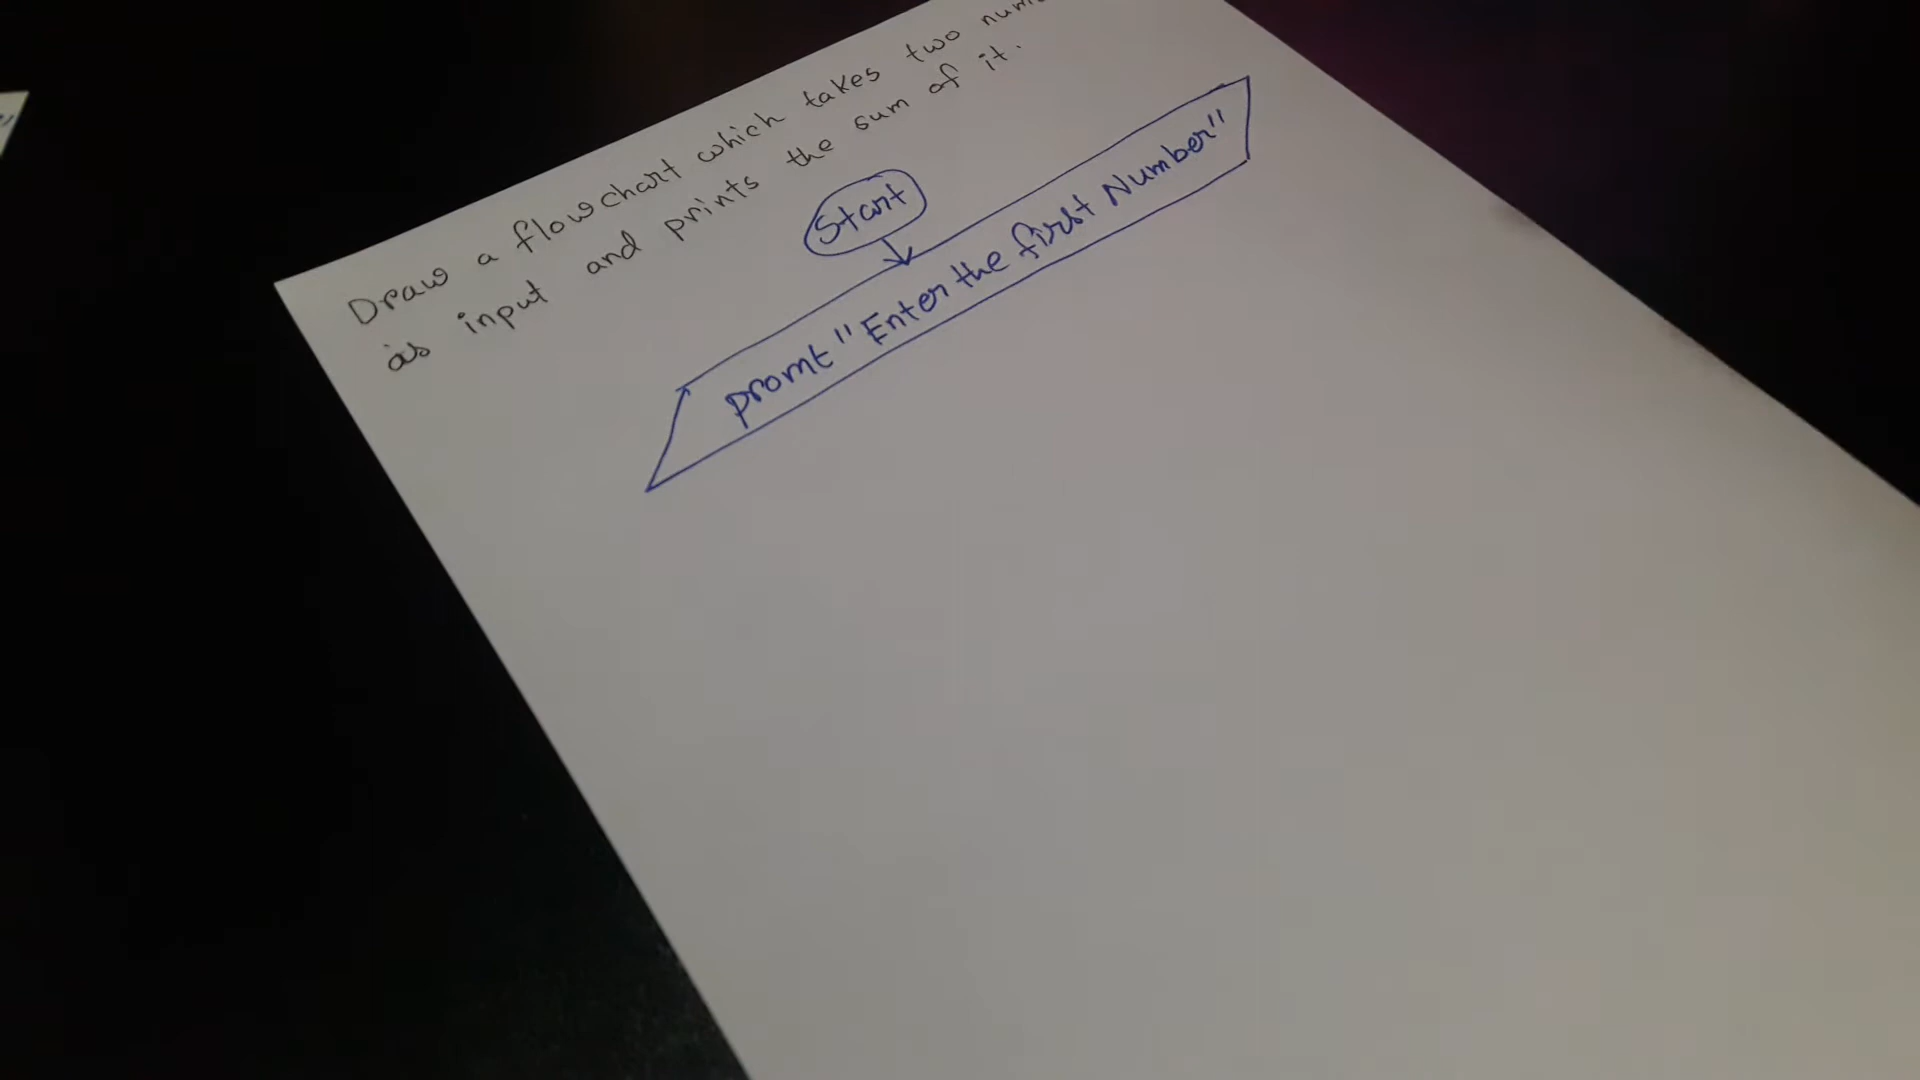 Draw a flowchart which takes two
as input and prints the sum of it.
Start
promt "Enter the first Number"